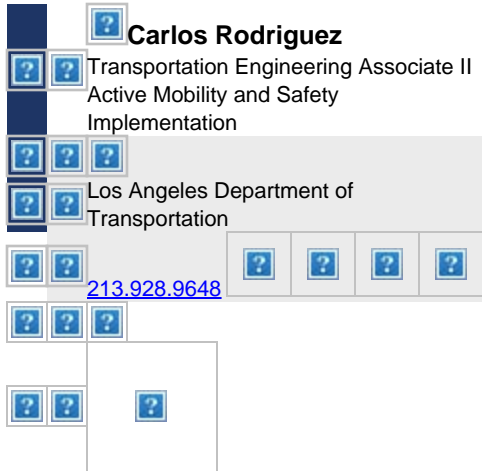 Carlos Rodriguez
Transportation Engineering Associate II
Active Mobility and Safety
Implementation
Los Angeles Department of
Transportation
213.928.9648